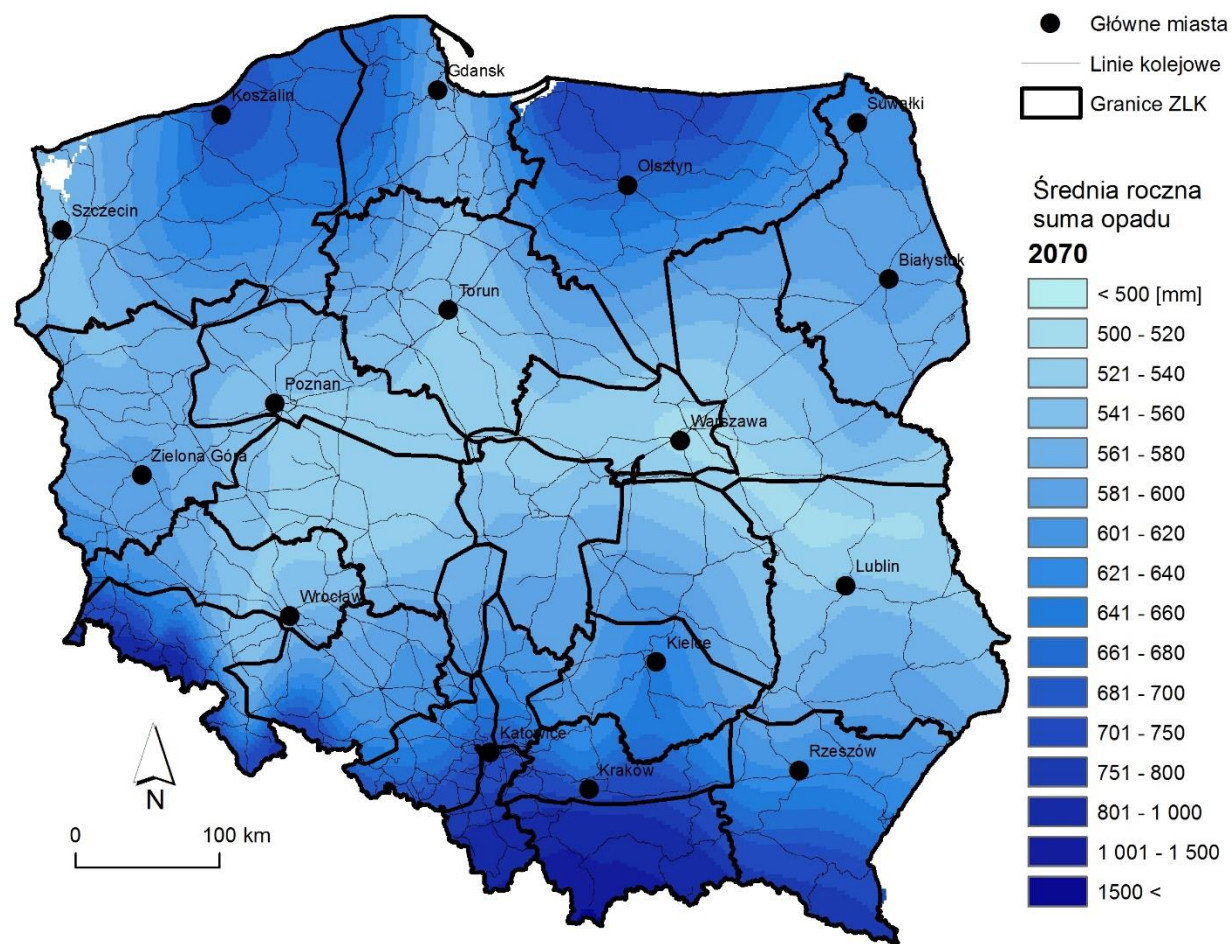 Główne miasta
Linie kolejowe
Granice ZLK
Gdansk
Koszalin
Suwałki
Olsztyn
Szczecin
Białystok
Torun
Poznan
Warszawa
Zielona Góra
Lublin
Wrocław
Kielce
Katowice
Kraków
Rzeszów
N
0 100 km
Średnia roczna
suma opadu
2070
< 500 [mm]
500 - 520
521 - 540
541 - 560
561 - 580
581 - 600
601 - 620
621 - 640
641 - 660
661 - 680
681 - 700
701 - 750
751 - 800
801 - 1 000
1 001 - 1 500
1500 <